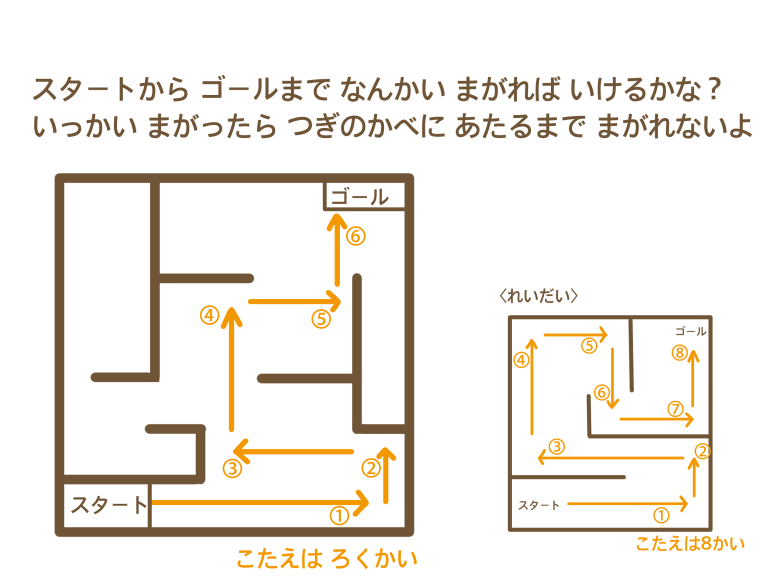 スタートから ゴールまで なんかい まがれば いけるかな？
いっかい まがったら つぎのかべに あたるまで まがれないよ
ゴール
⑥
④
⑤
③
②
スタート
①
こたえは ろくかい
〈れいだい〉
ゴール
⑤
⑧
④
⑥
⑦
③
②
スタート
①
こたえは8かい